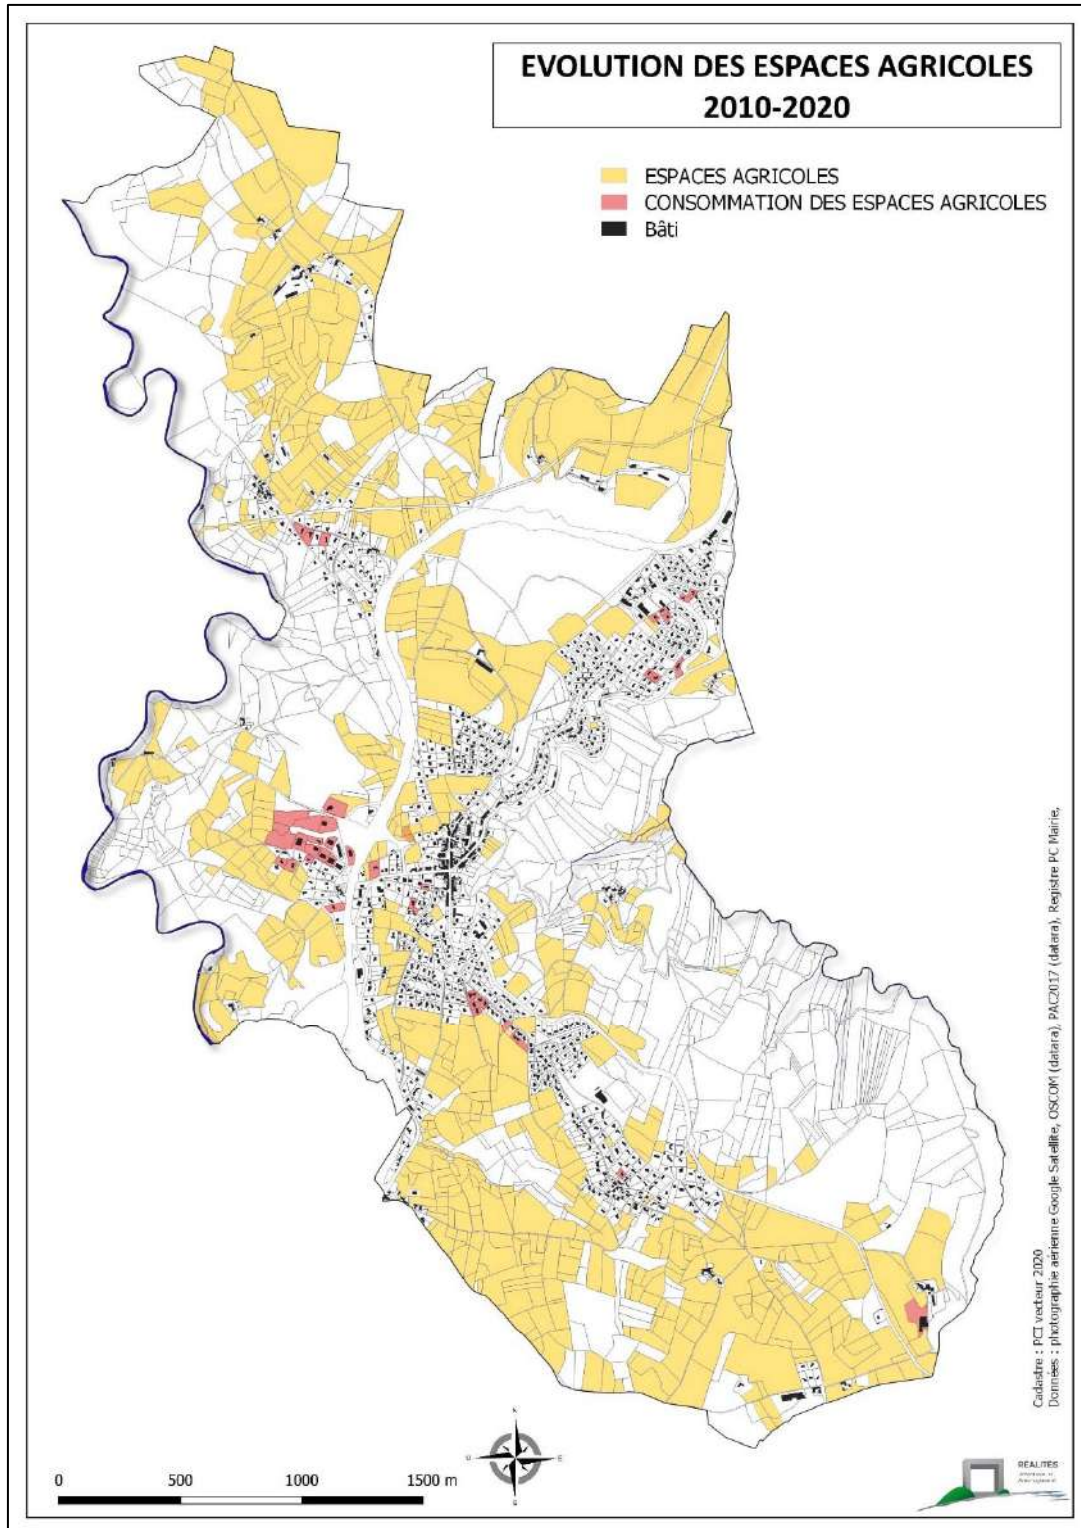 EVOLUTION DES ESPACES AGRICOLES
2010-2020
ESPACES AGRICOLES
CONSOMMATION DES ESPACES AGRICOLES
Bâti
Cadastre : PCI vecteur 2020
Données : photographie aérienne Google Satellite, OSCOM (datara), PAC2017 (datara), Registre PC Mairie,
N
E
S
0 500 1000 1500 m
REALITÉS